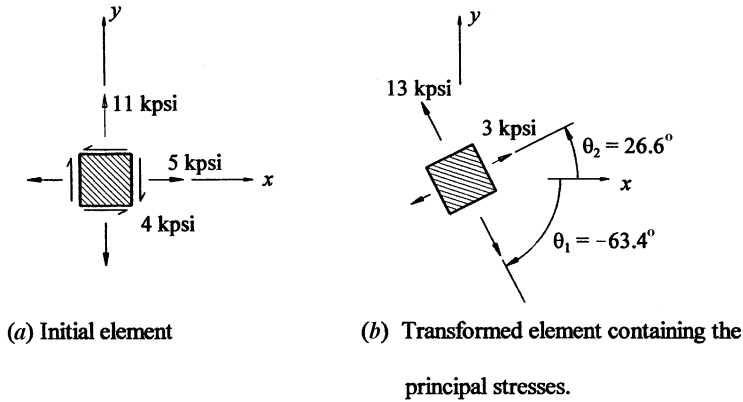 y
11 kpsi
5 kpsi
x
4 kpsi
(a) Initial element
y
13 kpsi
3 kpsi
θ₂ = 26.6°
x
θ₁ = −63.4°
(b) Transformed element containing the
principal stresses.